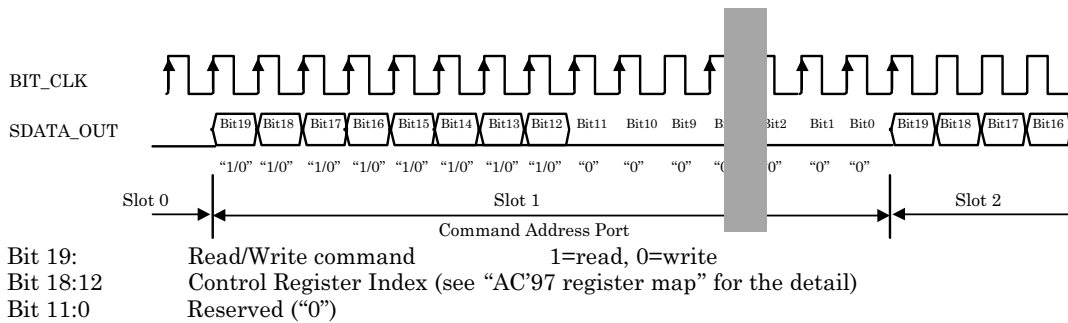 BIT_CLK
SDATA_OUT Bit19 Bit18 Bit17 Bit16 Bit15 Bit14 Bit13 Bit12 Bit11 Bit10 Bit9 Bit1 Bit0 Bit19 Bit18 Bit17 Bit16
“1/0” “1/0” “1/0” “1/0” “1/0” “1/0” “1/0” “1/0” “0” “0” “0” “0” “0”
Slot 0 Slot 1 Slot 2
Command Address Port
Bit 19: Read/Write command 1=read, 0=write
Bit 18:12 Control Register Index (see “AC’97 register map” for the detail)
Bit 11:0 Reserved (“0”)